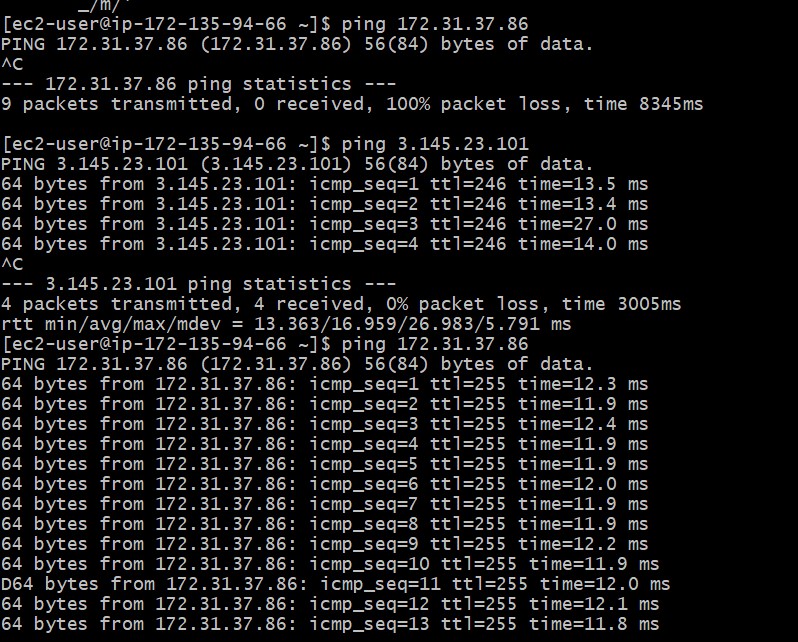 _/m/'
[ec2-user@ip-172-135-94-66 ~]$ ping 172.31.37.86
PING 172.31.37.86 (172.31.37.86) 56(84) bytes of data.
^C
--- 172.31.37.86 ping statistics ---
9 packets transmitted, 0 received, 100% packet loss, time 8345ms
[ec2-user@ip-172-135-94-66 ~]$ ping 3.145.23.101
PING 3.145.23.101 (3.145.23.101) 56(84) bytes of data.
64 bytes from 3.145.23.101: icmp_seq=1 ttl=246 time=13.5 ms
64 bytes from 3.145.23.101: icmp_seq=2 ttl=246 time=13.4 ms
64 bytes from 3.145.23.101: icmp_seq=3 ttl=246 time=27.0 ms
64 bytes from 3.145.23.101: icmp_seq=4 ttl=246 time=14.0 ms
^C
--- 3.145.23.101 ping statistics ---
4 packets transmitted, 4 received, 0% packet loss, time 3005ms
rtt min/avg/max/mdev = 13.363/16.959/26.983/5.791 ms
[ec2-user@ip-172-135-94-66 ~]$ ping 172.31.37.86
PING 172.31.37.86 (172.31.37.86) 56(84) bytes of data.
64 bytes from 172.31.37.86: icmp_seq=1 ttl=255 time=12.3 ms
64 bytes from 172.31.37.86: icmp_seq=2 ttl=255 time=11.9 ms
64 bytes from 172.31.37.86: icmp_seq=3 ttl=255 time=12.4 ms
64 bytes from 172.31.37.86: icmp_seq=4 ttl=255 time=11.9 ms
64 bytes from 172.31.37.86: icmp_seq=5 ttl=255 time=11.9 ms
64 bytes from 172.31.37.86: icmp_seq=6 ttl=255 time=12.0 ms
64 bytes from 172.31.37.86: icmp_seq=7 ttl=255 time=11.9 ms
64 bytes from 172.31.37.86: icmp_seq=8 ttl=255 time=11.9 ms
64 bytes from 172.31.37.86: icmp_seq=9 ttl=255 time=12.2 ms
64 bytes from 172.31.37.86: icmp_seq=10 ttl=255 time=11.9 ms
D64 bytes from 172.31.37.86: icmp_seq=11 ttl=255 time=12.0 ms
64 bytes from 172.31.37.86: icmp_seq=12 ttl=255 time=12.1 ms
64 bytes from 172.31.37.86: icmp_seq=13 ttl=255 time=11.8 ms